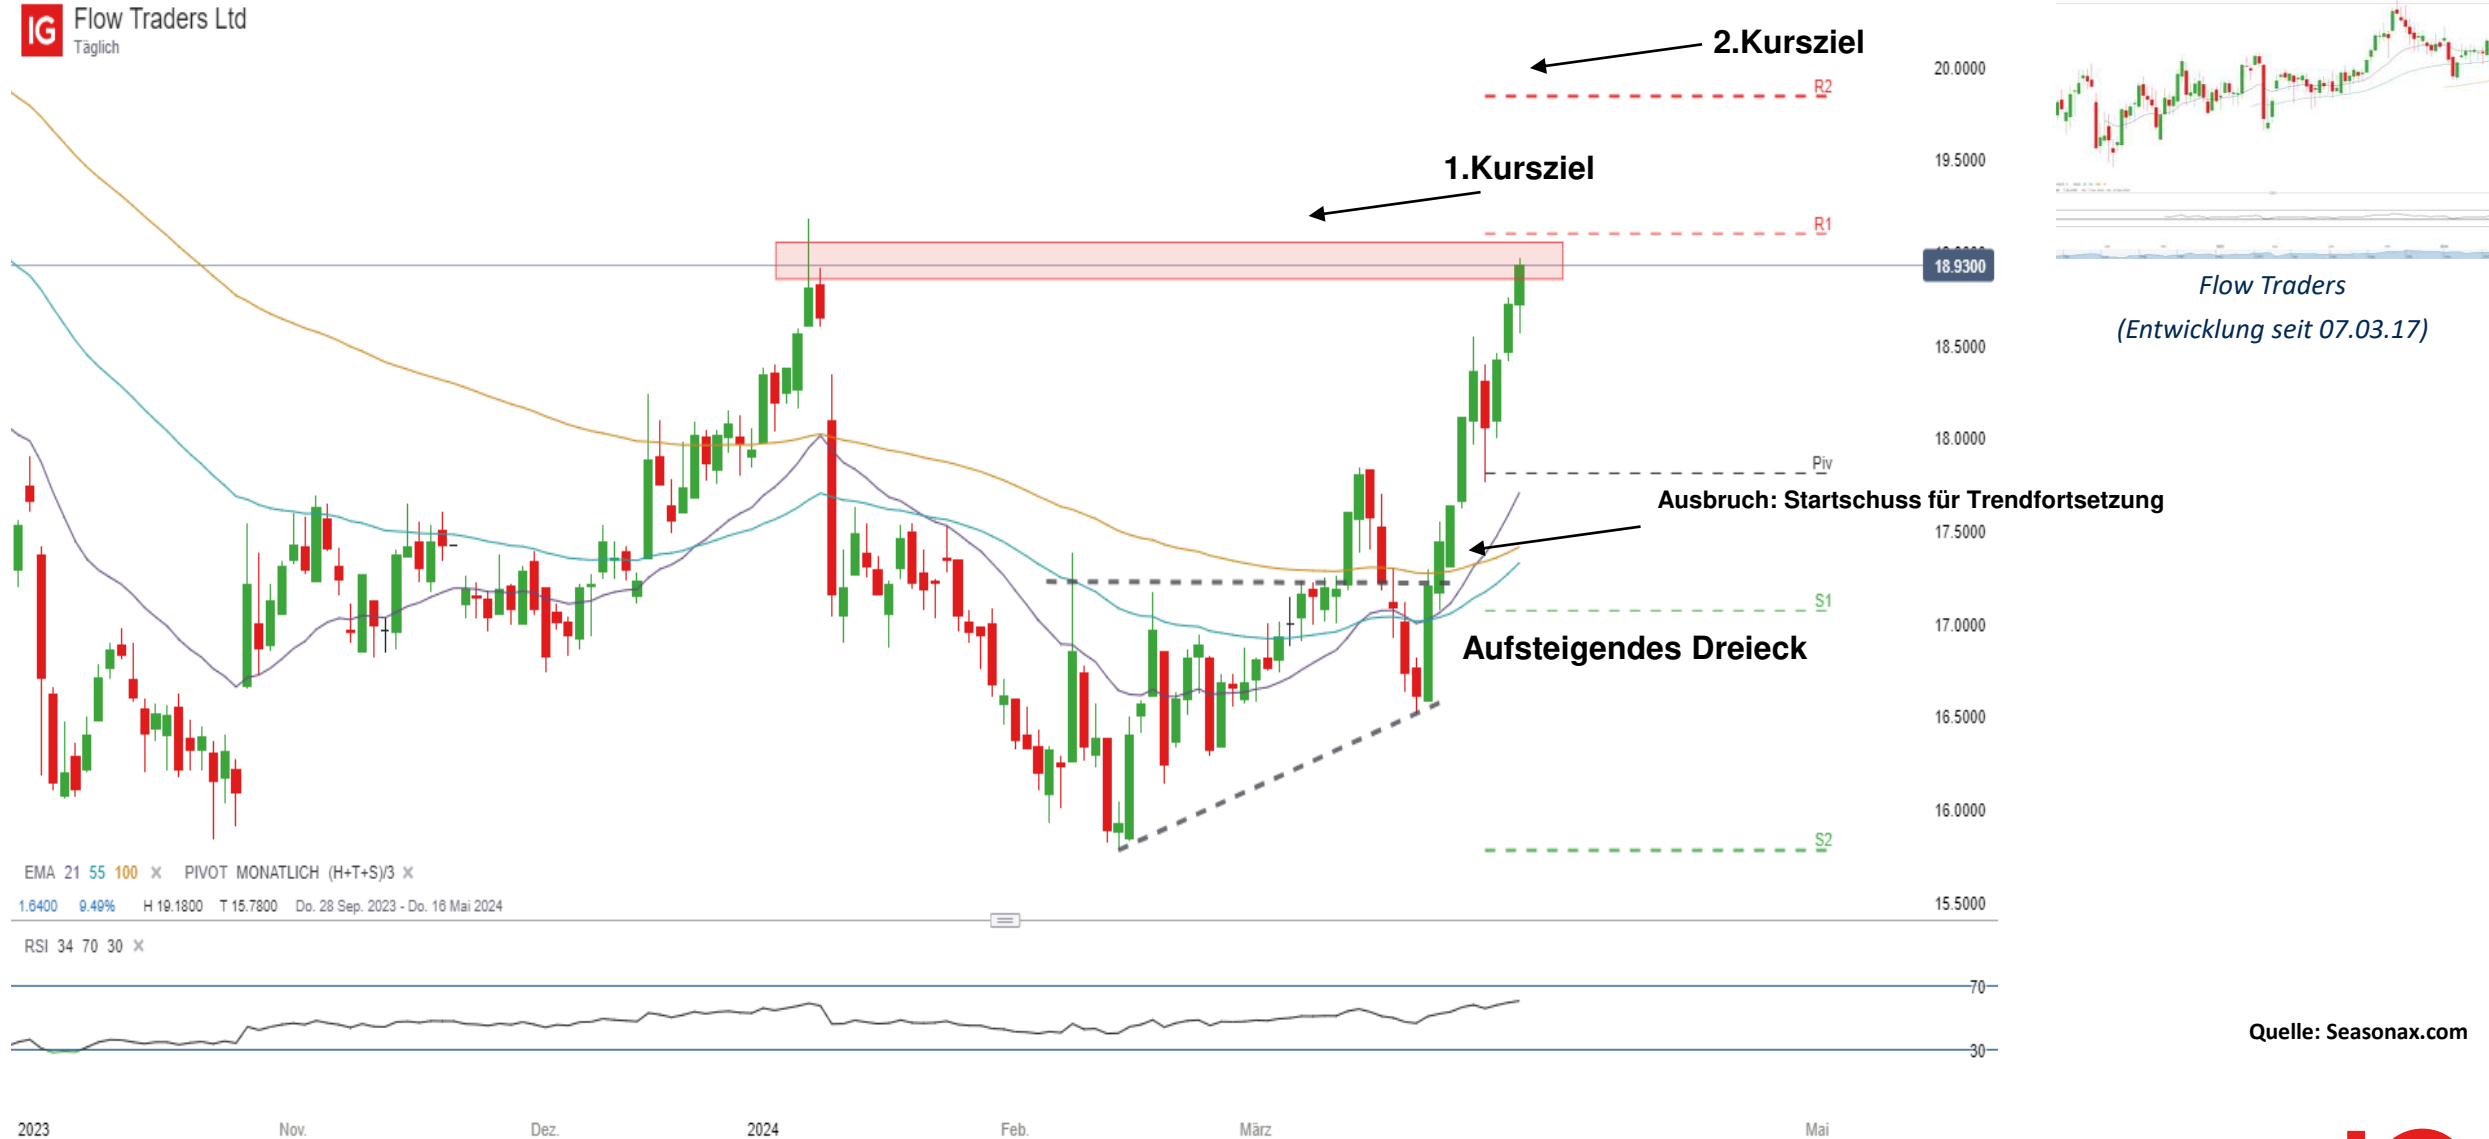 IG
Flow Traders Ltd
Täglich
2.Kursziel
20.0000
R2
1.Kursziel
19.5000
R1
18.9300
Flow Traders
(Entwicklung seit 07.03.17)
18.5000
18.0000
Piv
Ausbruch: Startschuss für Trendfortsetzung
17.5000
S1
17.0000
Aufsteigendes Dreieck
16.5000
16.0000
S2
EMA 21 55 100 × PIVOT MONATLICH (H+T+S)/3 ×
1.6400 9.49% H 19.1800 T 15.7800 Do. 28 Sep. 2023 - Do. 16 Mai 2024
15.5000
RSI 34 70 30 ×
70
Quelle: Seasonax.com
30
2023 Nov. Dez. 2024 Feb. März Mai